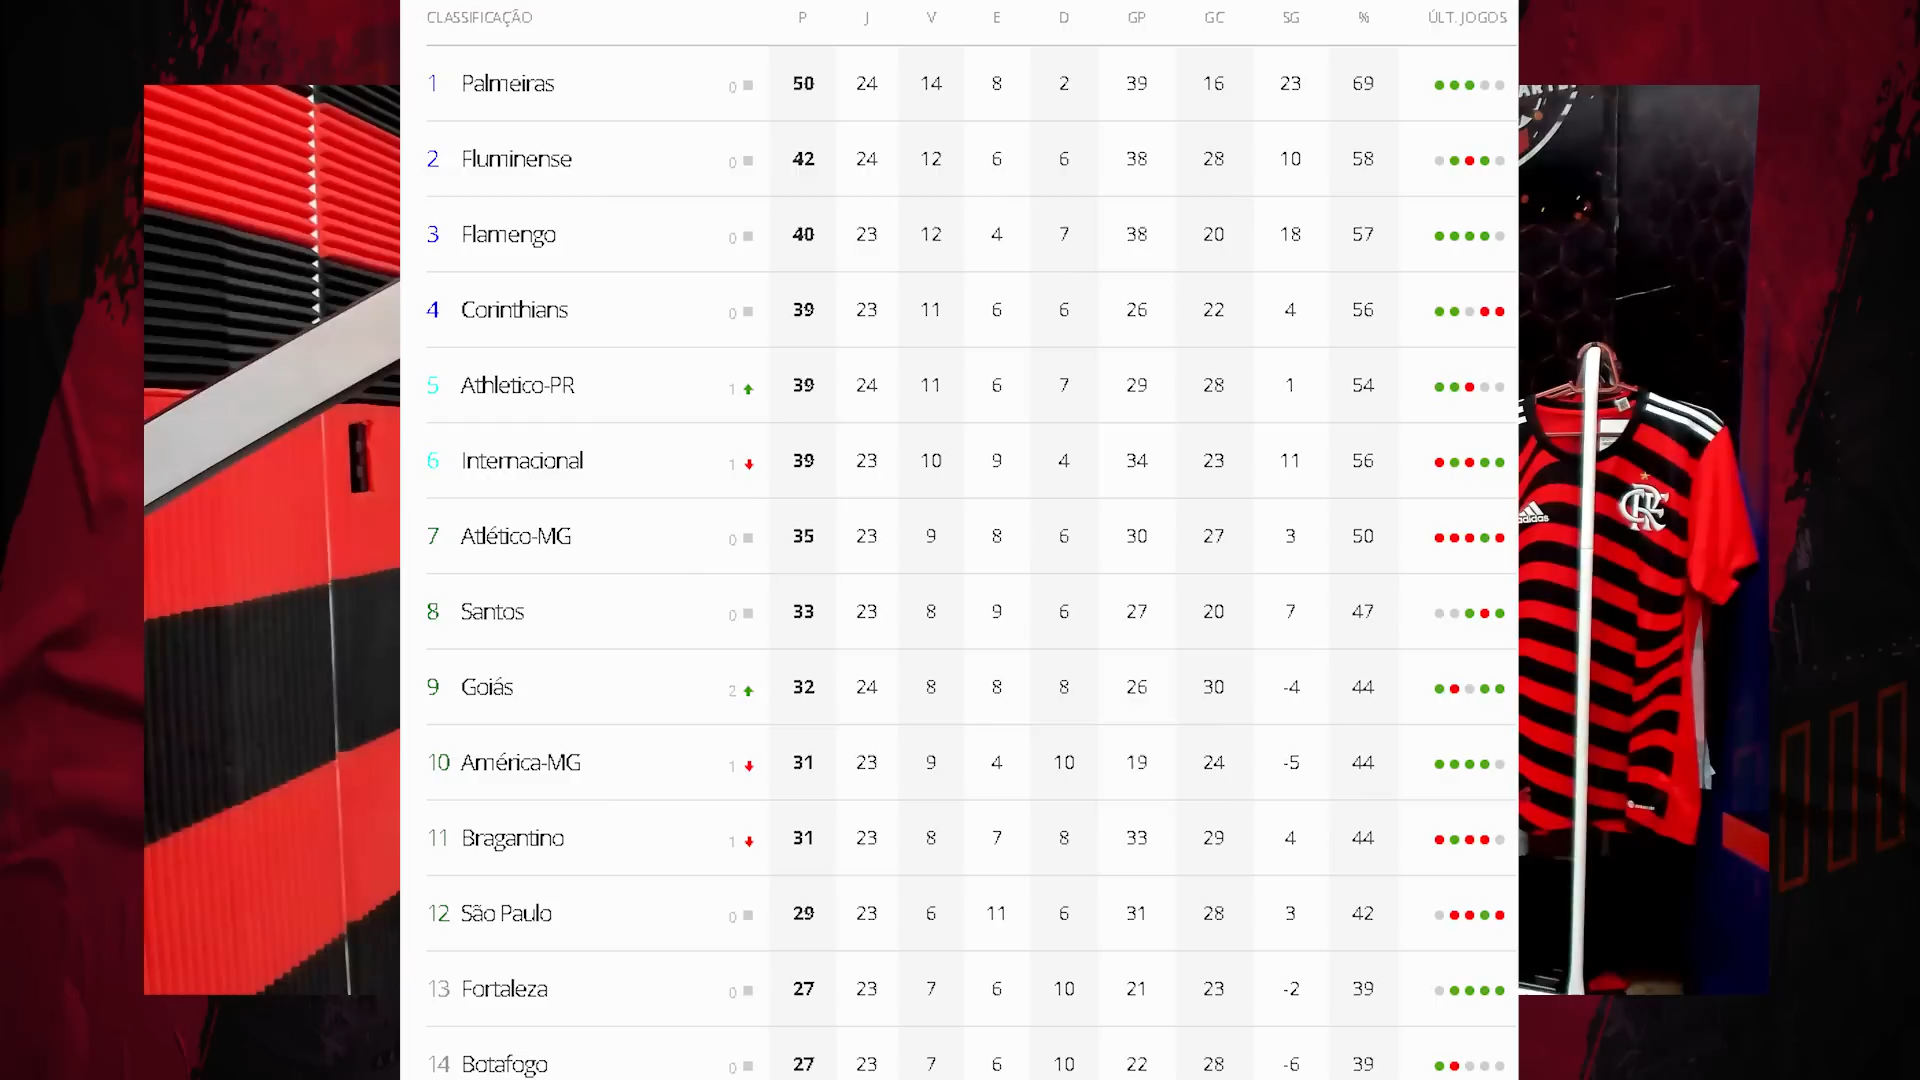 CLASSIFICAÇÃO P J V E D GP GC SG % ÚLT. JOGOS
1 Palmeiras 0 50 24 14 8 2 39 16 23 69
2 Fluminense 0 42 24 12 6 6 38 28 10 58
3 Flamengo 0 40 23 12 4 7 38 20 18 57
4 Corinthians 0 39 23 11 6 6 26 22 4 56
5 Athletico-PR 1 39 24 11 6 7 29 28 1 54
6 Internacional 1 39 23 10 9 4 34 23 11 56
7 Atlético-MG 0 35 23 9 8 6 30 27 3 50
8 Santos 0 33 23 8 9 6 27 20 7 47
9 Goiás 2 32 24 8 8 8 26 30 -4 44
10 América-MG 1 31 23 9 4 10 19 24 -5 44
11 Bragantino 1 31 23 8 7 8 33 29 4 44
12 São Paulo 0 29 23 6 11 6 31 28 3 42
13 Fortaleza 0 27 23 7 6 10 21 23 -2 39
14 Botafogo 0 27 23 7 6 10 22 28 -6 39
adidas
CRF